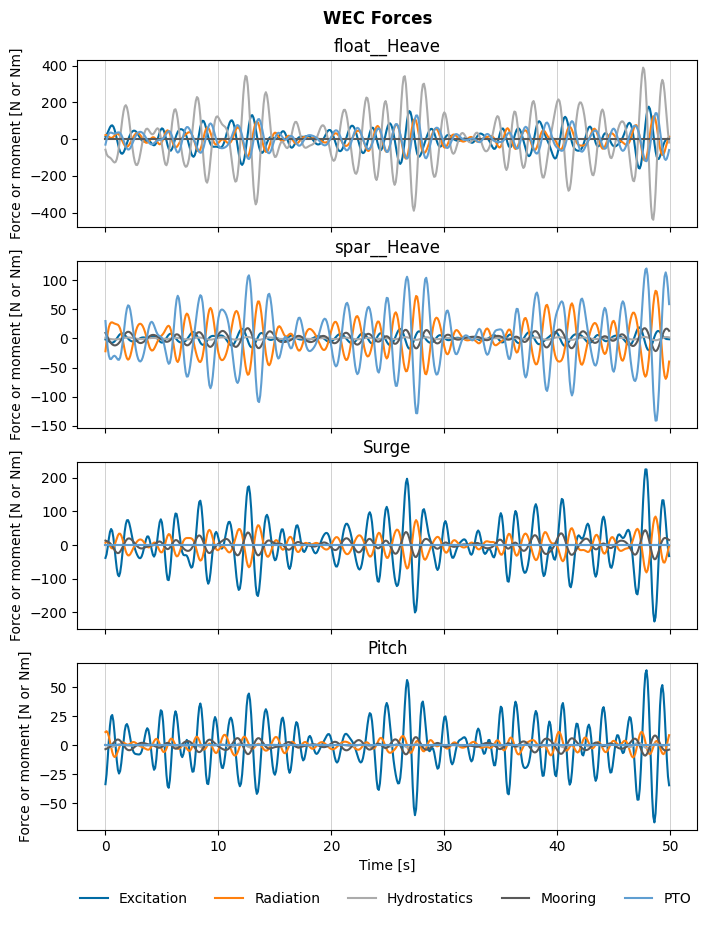 WEC Forces
float__Heave
Force or moment [N or Nm]
400
200
0
−200
−400
spar__Heave
Force or moment [N or Nm]
100
50
0
−50
−100
−150
Surge
Force or moment [N or Nm]
200
100
0
−100
−200
Pitch
Force or moment [N or Nm]
50
25
0
−25
−50
0 10 20 30 40 50
Time [s]
Excitation Radiation Hydrostatics Mooring PTO